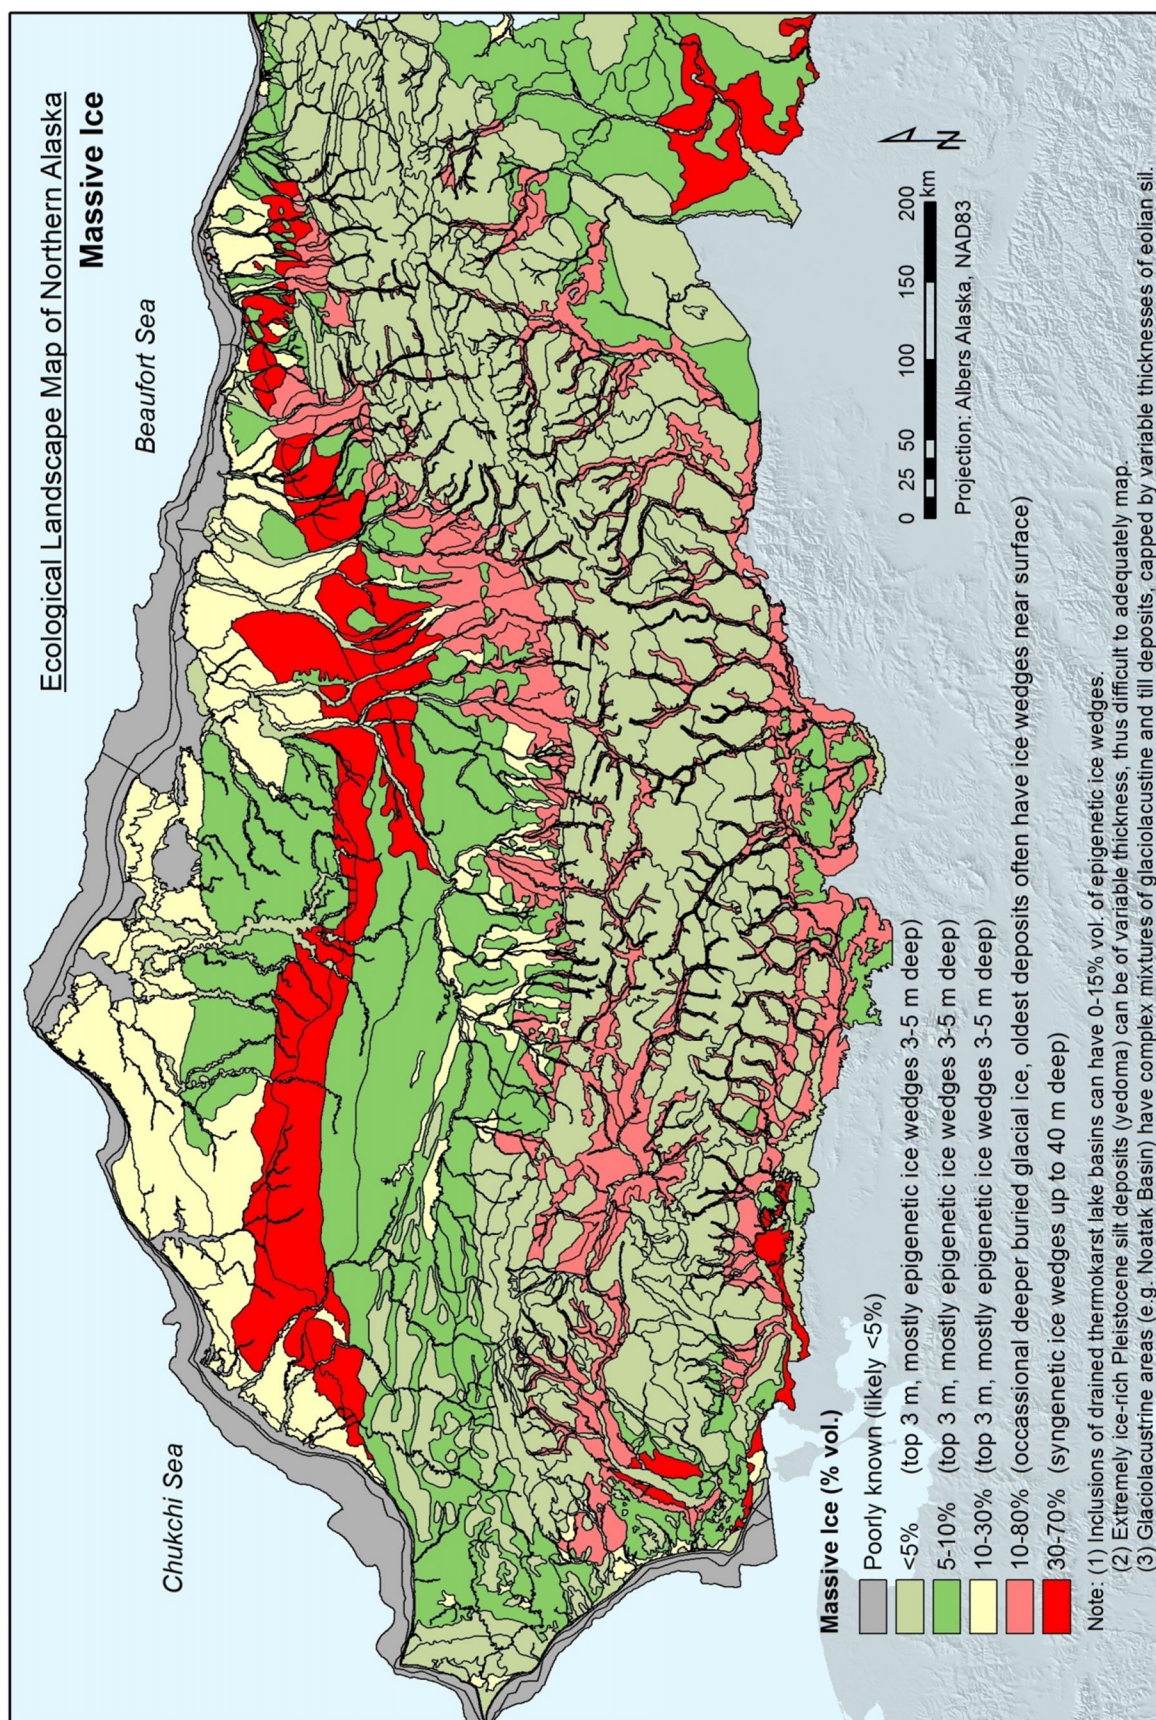 Ecological Landscape Map of Northern Alaska
Massive Ice
Beaufort Sea
Chukchi Sea
Massive Ice (% vol.)
Poorly known (likely <5%)
<5% (top 3 m, mostly epigenetic ice wedges 3-5 m deep)
5-10% (top 3 m, mostly epigenetic ice wedges 3-5 m deep)
10-30% (top 3 m, mostly epigenetic ice wedges 3-5 m deep)
10-80% (occassional deeper buried glacial ice, oldest deposits often have ice wedges near surface)
30-70% (syngenetic ice wedges up to 40 m deep)
N
0 25 50 100 150 200
km
Projection: Albers Alaska, NAD83
Note: (1) Inclusions of drained thermokarst lake basins can have 0-15% vol. of epigenetic ice wedges.
(2) Extremely ice-rich Pleistocene silt deposits (yedoma) can be of variable thickness, thus difficult to adequately map.
(3) Glaciolacustrine areas (e.g. Noatak Basin) have complex mixtures of glaciolacustine and till deposits, capped by variable thicknesses of eolian sil.